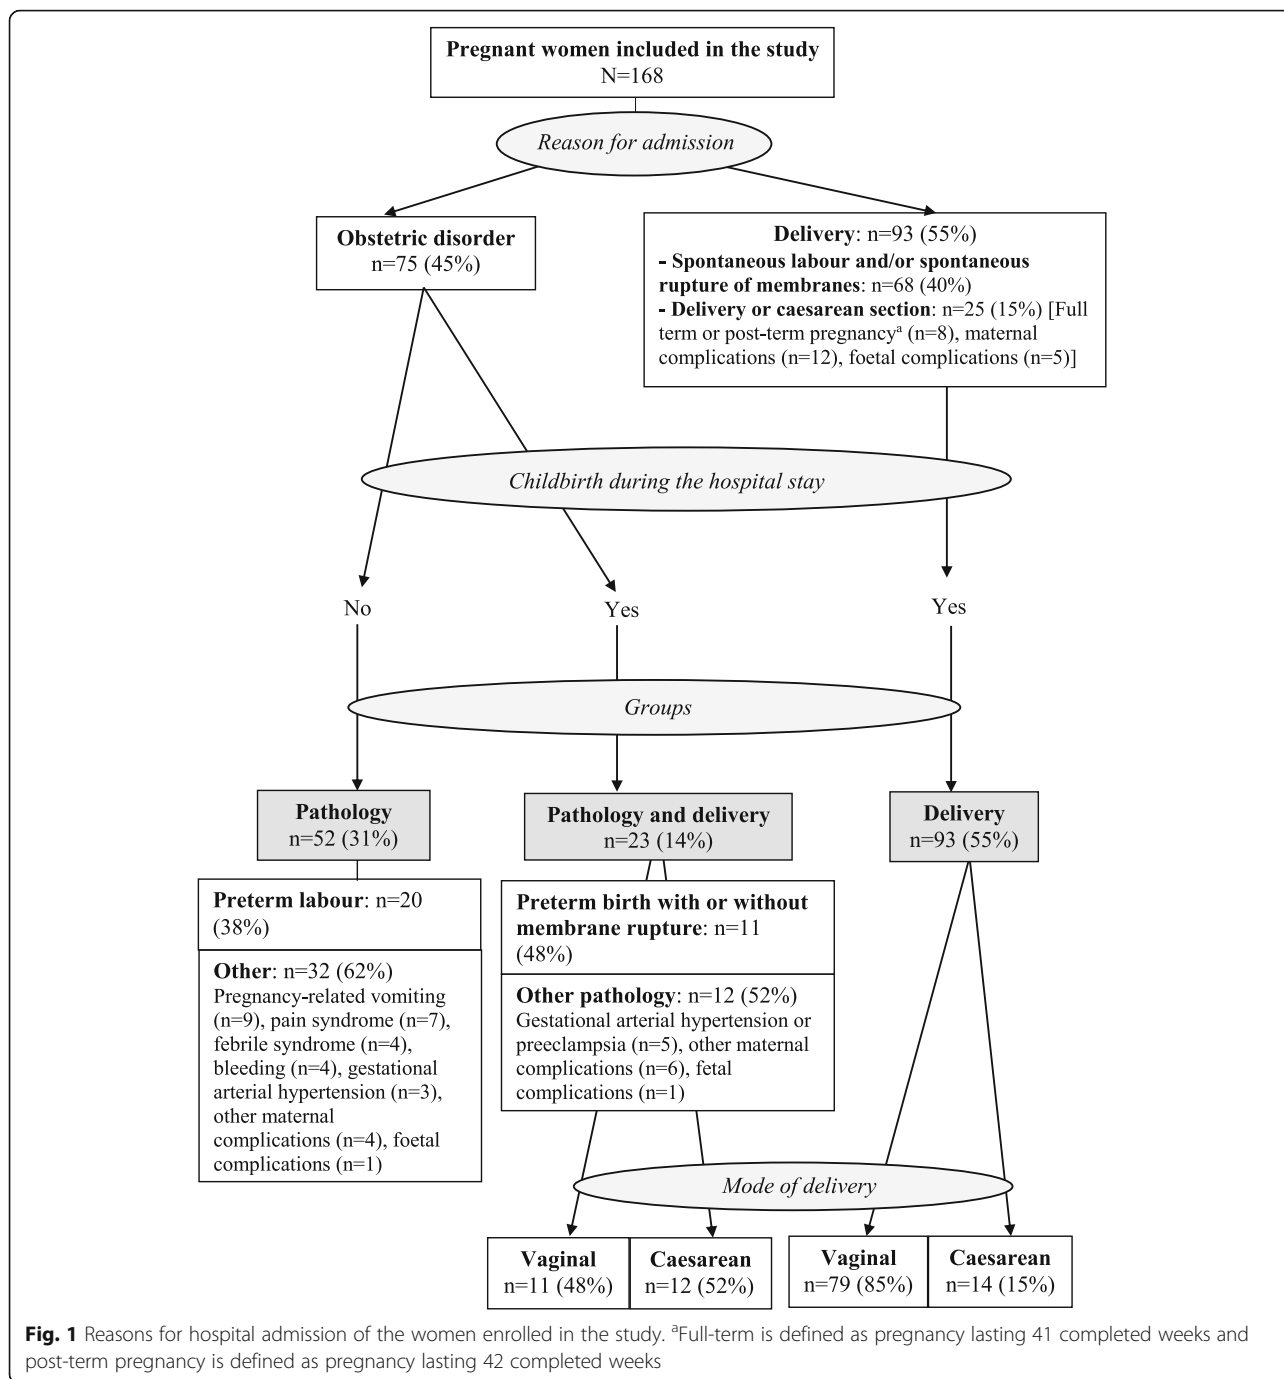 Pregnant women included in the study
N=168
Reason for admission
Obstetric disorder
n=75 (45%)
Delivery: n=93 (55%)
- Spontaneous labour and/or spontaneous
rupture of membranes: n=68 (40%)
- Delivery or caesarean section: n=25 (15%) [Full
term or post-term pregnancyᵃ (n=8), maternal
complications (n=12), foetal complications (n=5)]
Childbirth during the hospital stay
No
Yes
Yes
Groups
Pathology
n=52 (31%)
Pathology and delivery
n=23 (14%)
Delivery
n=93 (55%)
Preterm labour: n=20
(38%)
Other: n=32 (62%)
Pregnancy-related vomiting
(n=9), pain syndrome (n=7),
febrile syndrome (n=4),
bleeding (n=4), gestational
arterial hypertension (n=3),
other maternal
complications (n=4), foetal
complications (n=1)
Preterm birth with or without
membrane rupture: n=11
(48%)
Other pathology: n=12 (52%)
Gestational arterial hypertension or
preeclampsia (n=5), other maternal
complications (n=6), fetal
complications (n=1)
Mode of delivery
Vaginal
n=11 (48%)
Caesarean
n=12 (52%)
Vaginal
n=79 (85%)
Caesarean
n=14 (15%)
Fig. 1 Reasons for hospital admission of the women enrolled in the study. ᵃFull-term is defined as pregnancy lasting 41 completed weeks and
post-term pregnancy is defined as pregnancy lasting 42 completed weeks